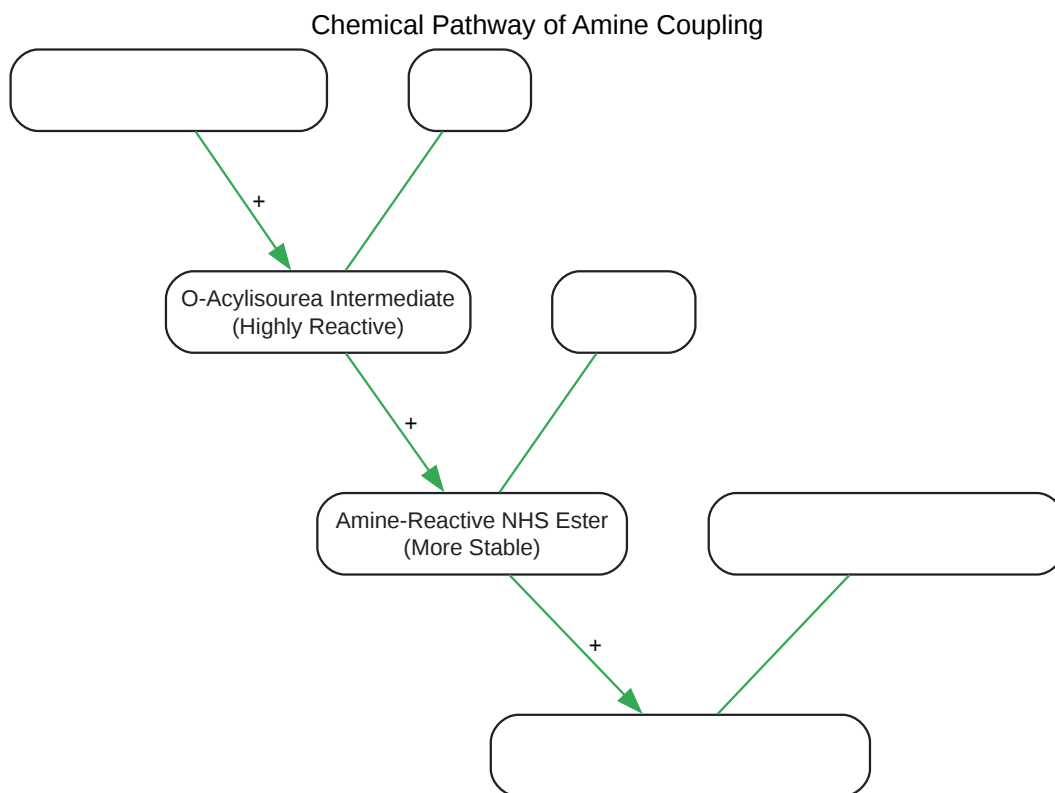 Chemical Pathway of Amine Coupling
+
O-Acylisourea Intermediate
(Highly Reactive)
+
Amine-Reactive NHS Ester
(More Stable)
+